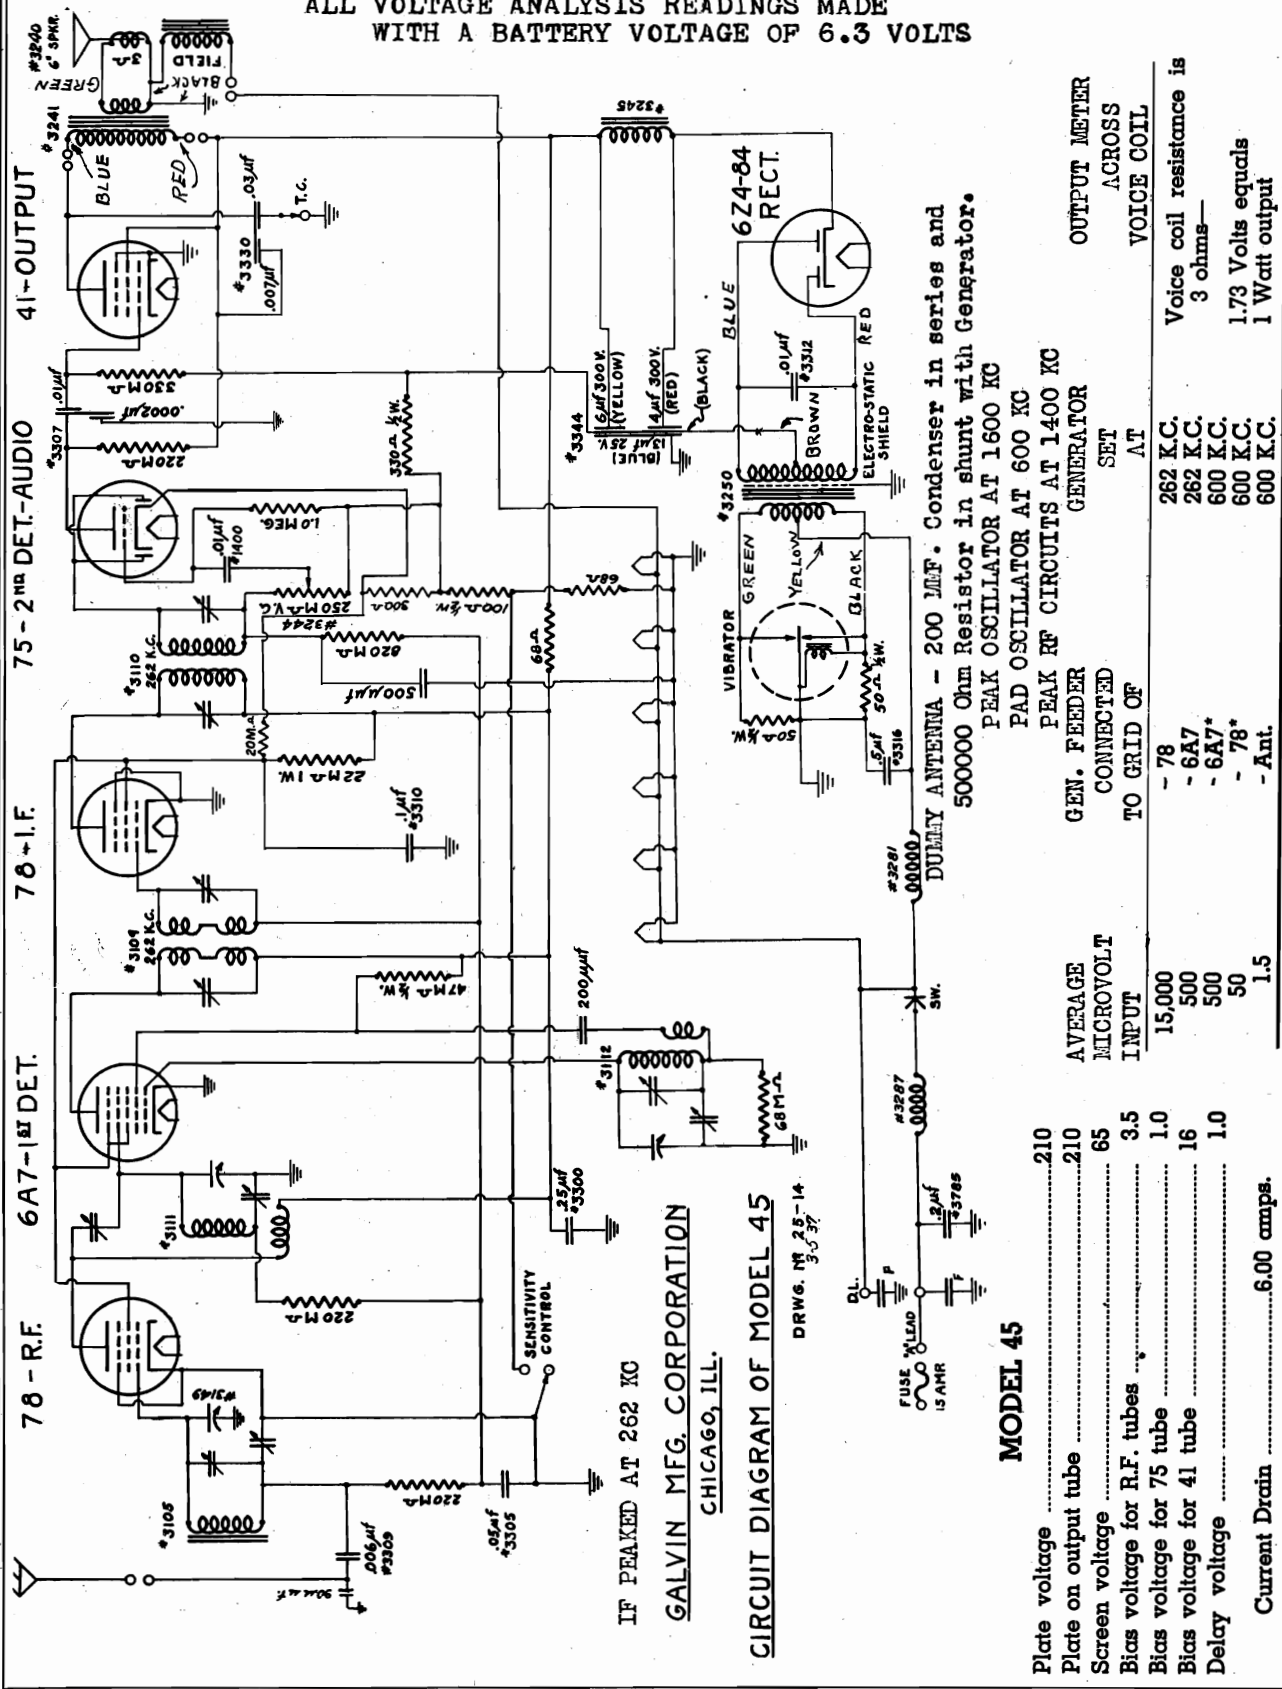 ALL VOLTAGE ANALYSIS READINGS MADE
WITH A BATTERY VOLTAGE OF 6.3 VOLTS
78 - R.F.
6A7-1ST DET.
78-I.F.
75-2ND DET.-AUDIO
41-OUTPUT
#3240
6" SPKR.
3Ω
FIELD
GREEN
BLACK
#3241
BLUE
RED
.03µf
T.C.
#3330
.007µf
.01µf
330MΩ
.0002µf
#3307
220MΩ
330Ω ½W.
1.0 MEG.
.01µf
#1400
250MΩ V.C.
#3244
300Ω
100Ω ½W.
68Ω
#3110
262 K.C.
820MΩ
500µµf
68Ω
20M.Ω
22MΩ 1W.
.1µf
#3310
#3109
262 K.C.
47MΩ ½W.
200µµf
#3112
68MΩ
#3111
.25µf
#3300
220MΩ
#3149
#3105
220MΩ
.05µf
#3305
.006µf
#3309
90µµf.
SENSITIVITY
CONTROL
#3245
6Z4-84
RECT.
#3344
6µf 300V.
(YELLOW)
4µf 300V.
(RED)
13µf 25V.
(BLUE)
(BLACK)
BLUE
.01µf
#3312
RED
BROWN
ELECTRO-STATIC
SHIELD
#3250
GREEN
YELLOW
BLACK
VIBRATOR
50Ω ½W.
50Ω ½W.
.5µf
#3316
#3281
SW.
#3287
.2µf
#3785
D.L.
P
F
"A" LEAD
FUSE
15 AMP
IF PEAKED AT 262 KC
GALVIN MFG. CORPORATION
CHICAGO, ILL.
CIRCUIT DIAGRAM OF MODEL 45
DRWG. Nº 25-14
3-5-37
DUMMY ANTENNA - 200 MMF. Condenser in series and
500000 Ohm Resistor in shunt with Generator.
PEAK OSCILLATOR AT 1600 KC
PAD OSCILLATOR AT 600 KC
PEAK RF CIRCUITS AT 1400 KC
MODEL 45
Plate voltage 210
Plate on output tube 210
Screen voltage 65
Bias voltage for R.F. tubes 3.5
Bias voltage for 75 tube 1.0
Bias voltage for 41 tube 16
Delay voltage 1.0
Current Drain 6.00 amps.
AVERAGE MICROVOLT INPUT GEN. FEEDER CONNECTED TO GRID OF GENERATOR SET AT OUTPUT METER ACROSS VOICE COIL
15,000 - 78 262 K.C. Voice coil resistance is
500 - 6A7 262 K.C. 3 ohms—
500 - 6A7* 600 K.C.
50 - 78* 600 K.C. 1.73 Volts equals
1.5 - Ant. 600 K.C. 1 Watt output